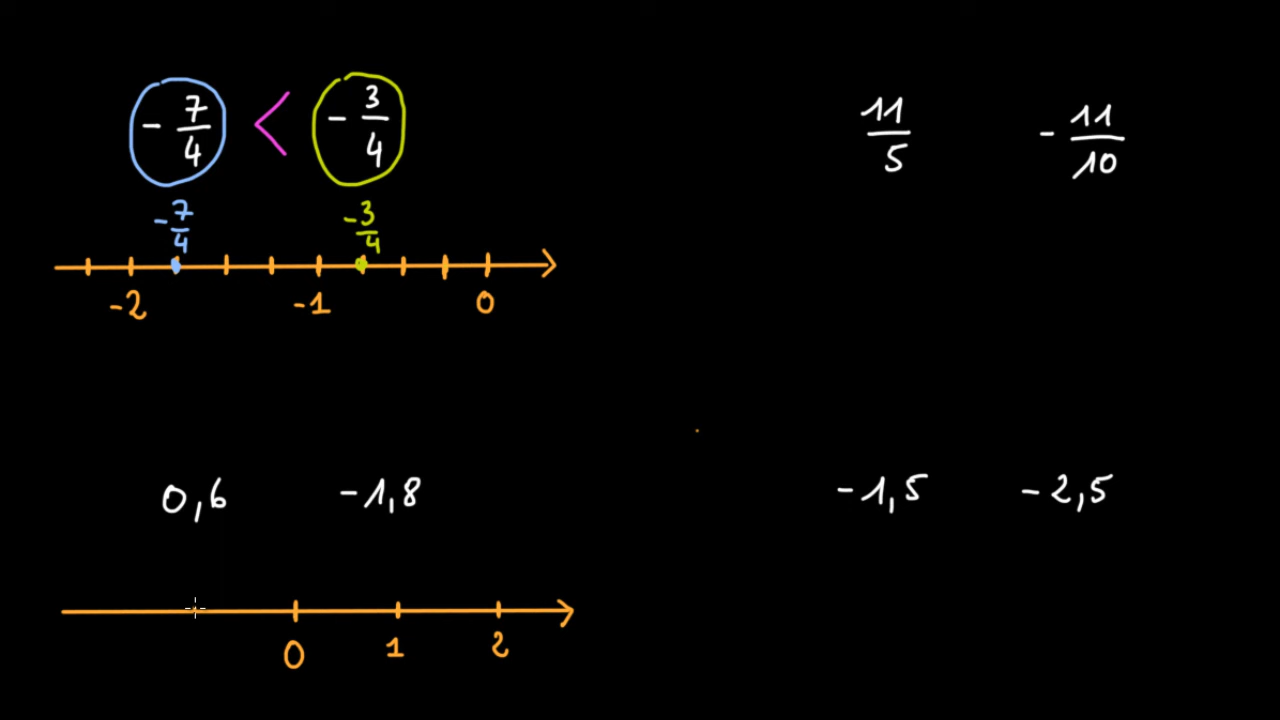 - 7/4 < - 3/4
-7/4 -3/4
-2 -1 0
11/5 - 11/10
0,6 -1,8
0 1 2
-1,5 -2,5